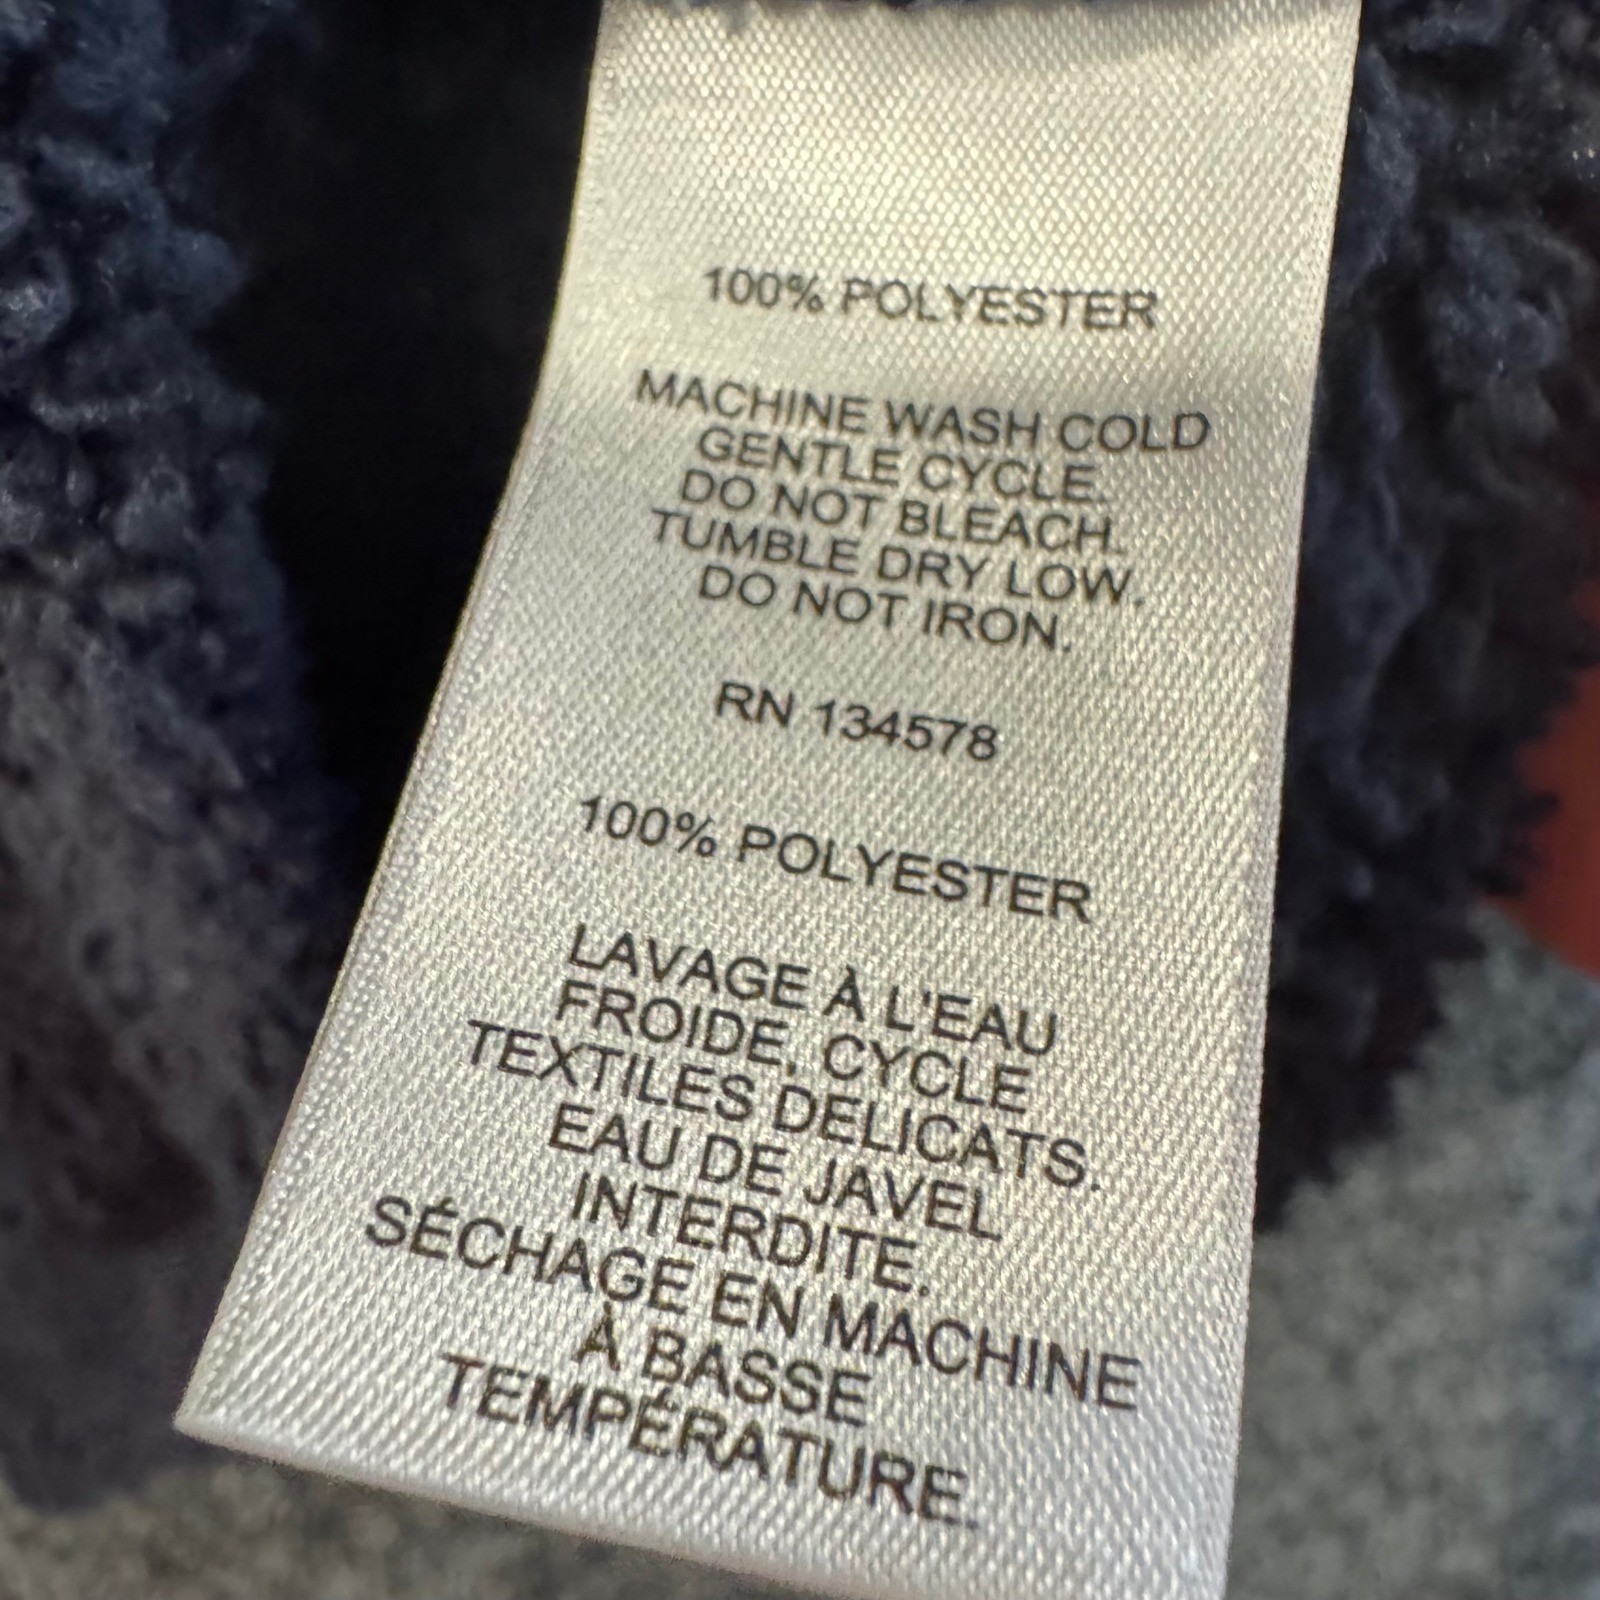 100% POLYESTER
MACHINE WASH COLD
GENTLE CYCLE.
DO NOT BLEACH.
TUMBLE DRY LOW.
DO NOT IRON.
RN 134578
100% POLYESTER
LAVAGE À L'EAU
FROIDE, CYCLE
TEXTILES DÉLICATS.
EAU DE JAVEL
INTERDITE.
SÉCHAGE EN MACHINE
À BASSE
TEMPÉRATURE.